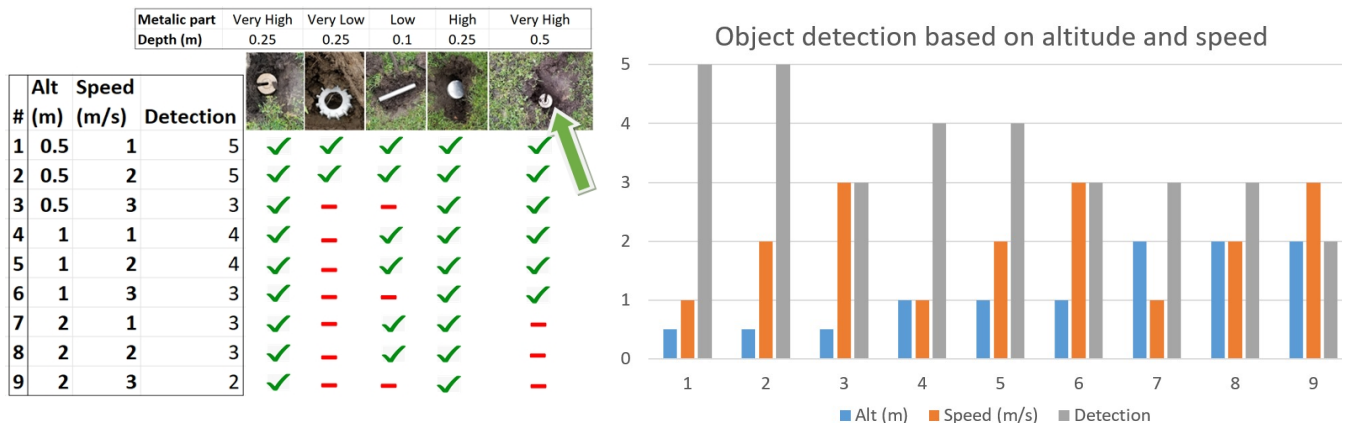 Metalic part Very High Very Low Low High Very High
Depth (m) 0.25 0.25 0.1 0.25 0.5
# Alt (m) Speed (m/s) Detection
1 0.5 1 5
2 0.5 2 5
3 0.5 3 3
4 1 1 4
5 1 2 4
6 1 3 3
7 2 1 3
8 2 2 3
9 2 3 2
Object detection based on altitude and speed
5
4
3
2
1
0
1 2 3 4 5 6 7 8 9
Alt (m) Speed (m/s) Detection